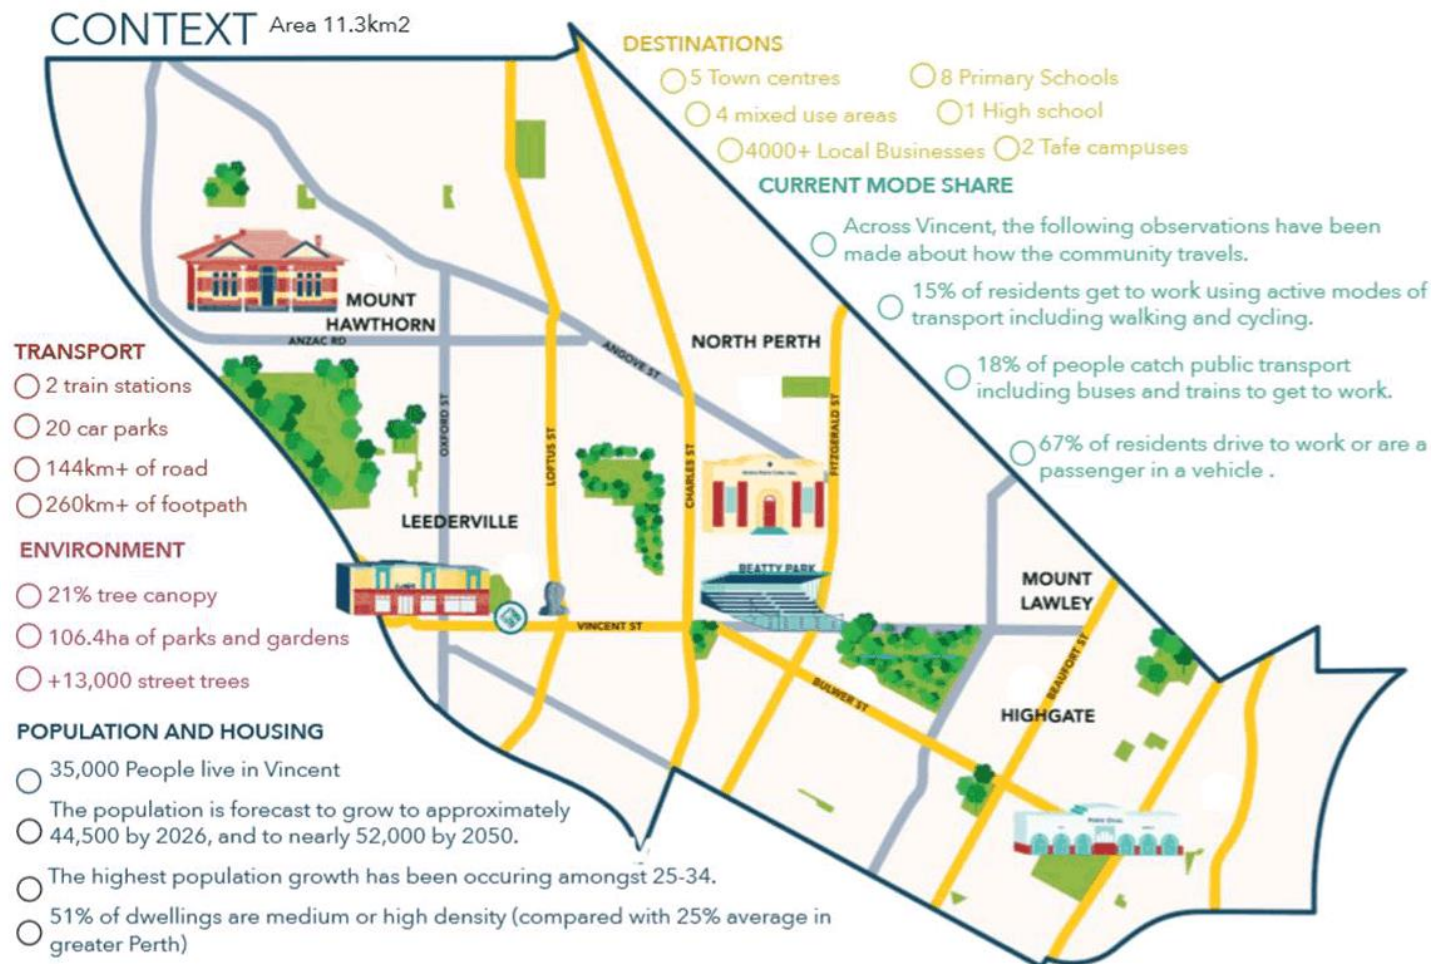 CONTEXT Area 11.3km2
DESTINATIONS
5 Town centres
8 Primary Schools
4 mixed use areas
1 High school
4000+ Local Businesses
2 Tafe campuses
CURRENT MODE SHARE
Across Vincent, the following observations have been
made about how the community travels.
15% of residents get to work using active modes of
transport including walking and cycling.
18% of people catch public transport
including buses and trains to get to work.
67% of residents drive to work or are a
passenger in a vehicle .
TRANSPORT
2 train stations
20 car parks
144km+ of road
260km+ of footpath
ENVIRONMENT
21% tree canopy
106.4ha of parks and gardens
+13,000 street trees
POPULATION AND HOUSING
35,000 People live in Vincent
The population is forecast to grow to approximately
44,500 by 2026, and to nearly 52,000 by 2050.
The highest population growth has been occuring amongst 25-34.
51% of dwellings are medium or high density (compared with 25% average in
greater Perth)
MOUNT
HAWTHORN
ANZAC RD
OXFORD ST
LOFTUS ST
ANGOVE ST
CHARLES ST
NORTH PERTH
FITZGERALD ST
LEEDERVILLE
BEATTY PARK
VINCENT ST
BULWER ST
MOUNT
LAWLEY
BEAUFORT ST
HIGHGATE